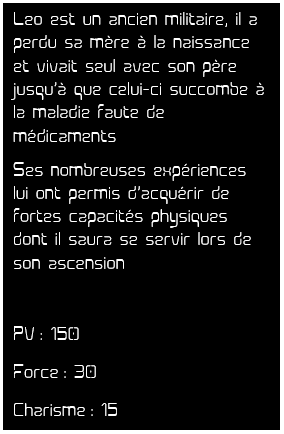 Leo est un ancien militaire, il a
perdu sa mère à la naissance
et vivait seul avec son père
jusqu'à que celui-ci succombe à
la maladie faute de
médicaments
Ses nombreuses expériences
lui ont permis d'acquérir de
fortes capacités physiques
dont il saura se servir lors de
son ascension
PV : 150
Force : 30
Charisme : 15